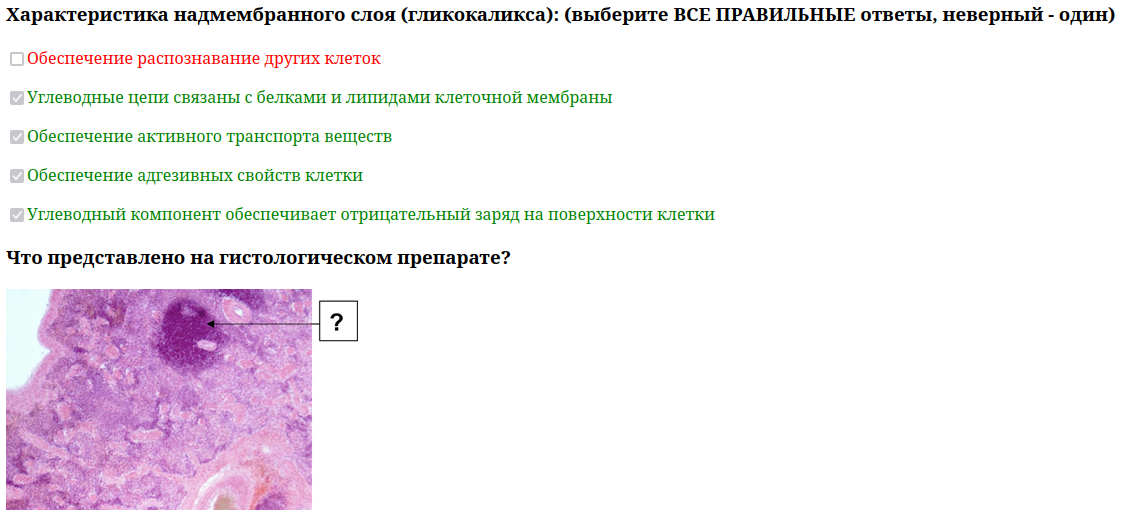 Характеристика надмембранного слоя (гликокаликса): (выберите ВСЕ ПРАВИЛЬНЫЕ ответы, неверный - один)
Обеспечение распознавание других клеток
Углеводные цепи связаны с белками и липидами клеточной мембраны
Обеспечение активного транспорта веществ
Обеспечение адгезивных свойств клетки
Углеводный компонент обеспечивает отрицательный заряд на поверхности клетки
Что представлено на гистологическом препарате?
?